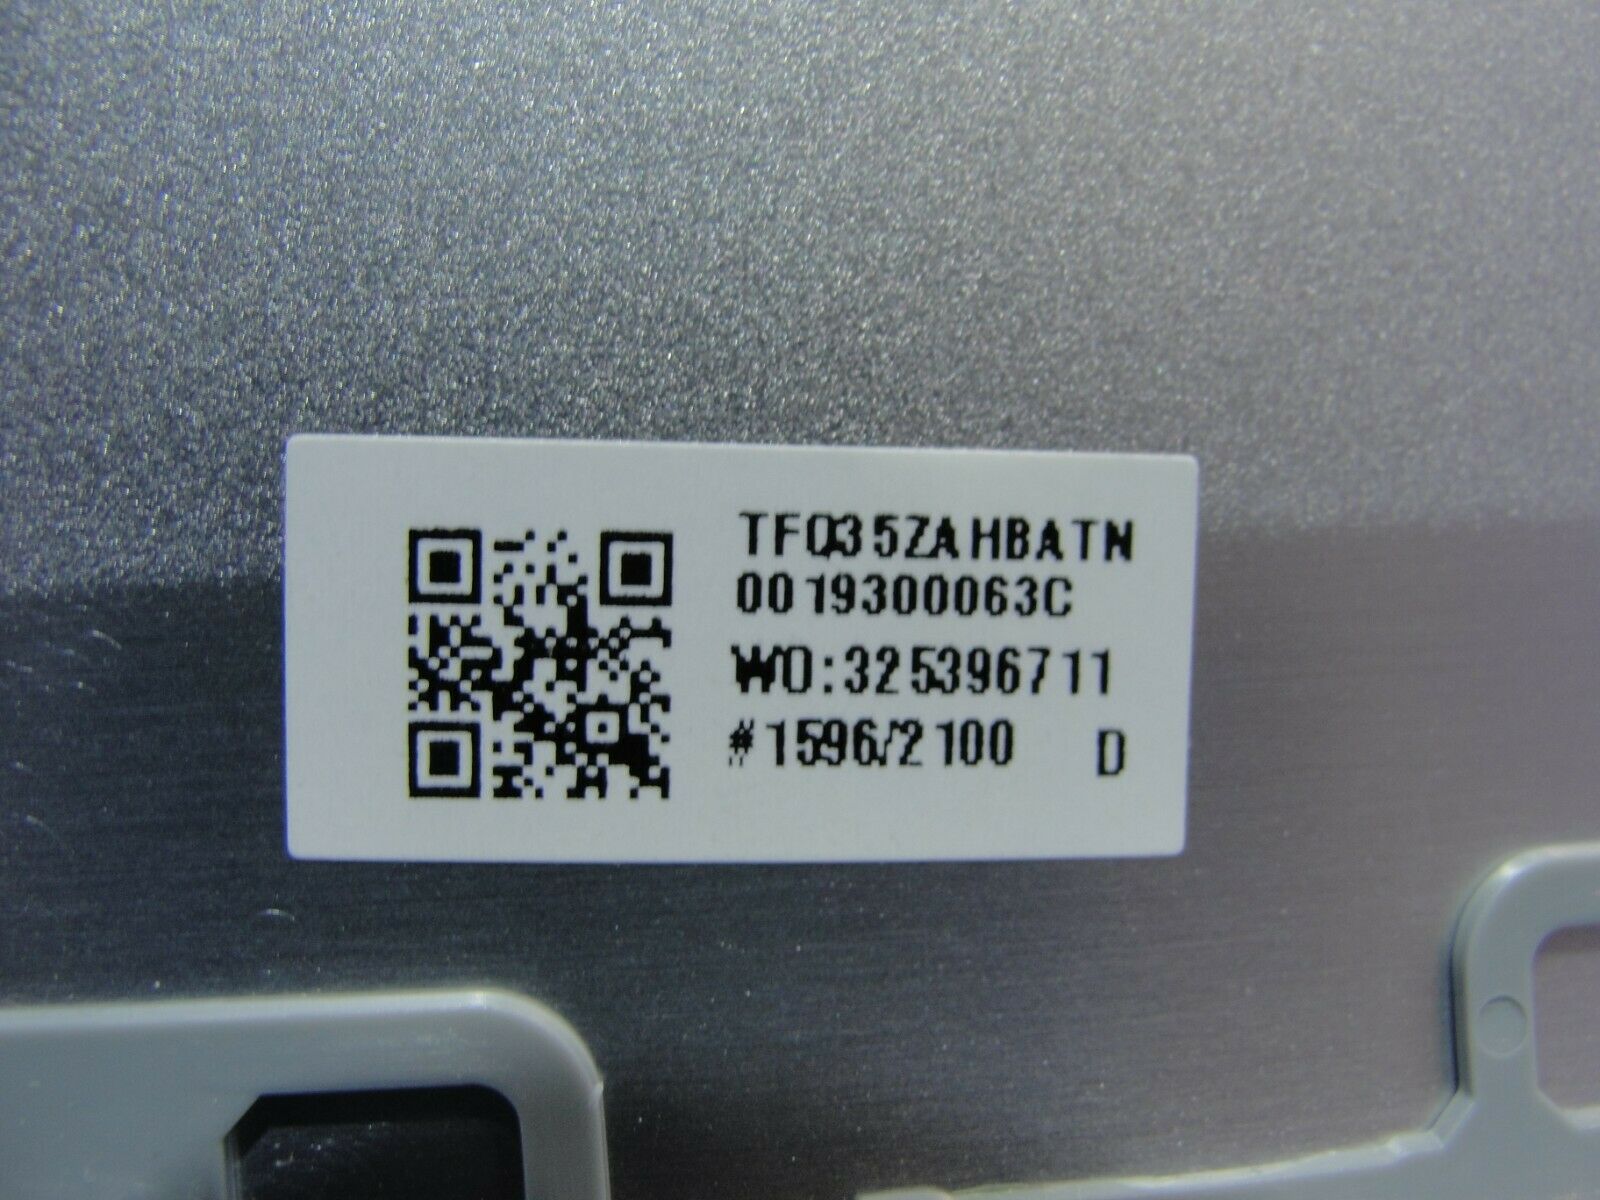 TFQ35ZAHBATN
0019300063C
WO:325396711
#1596/2100 D